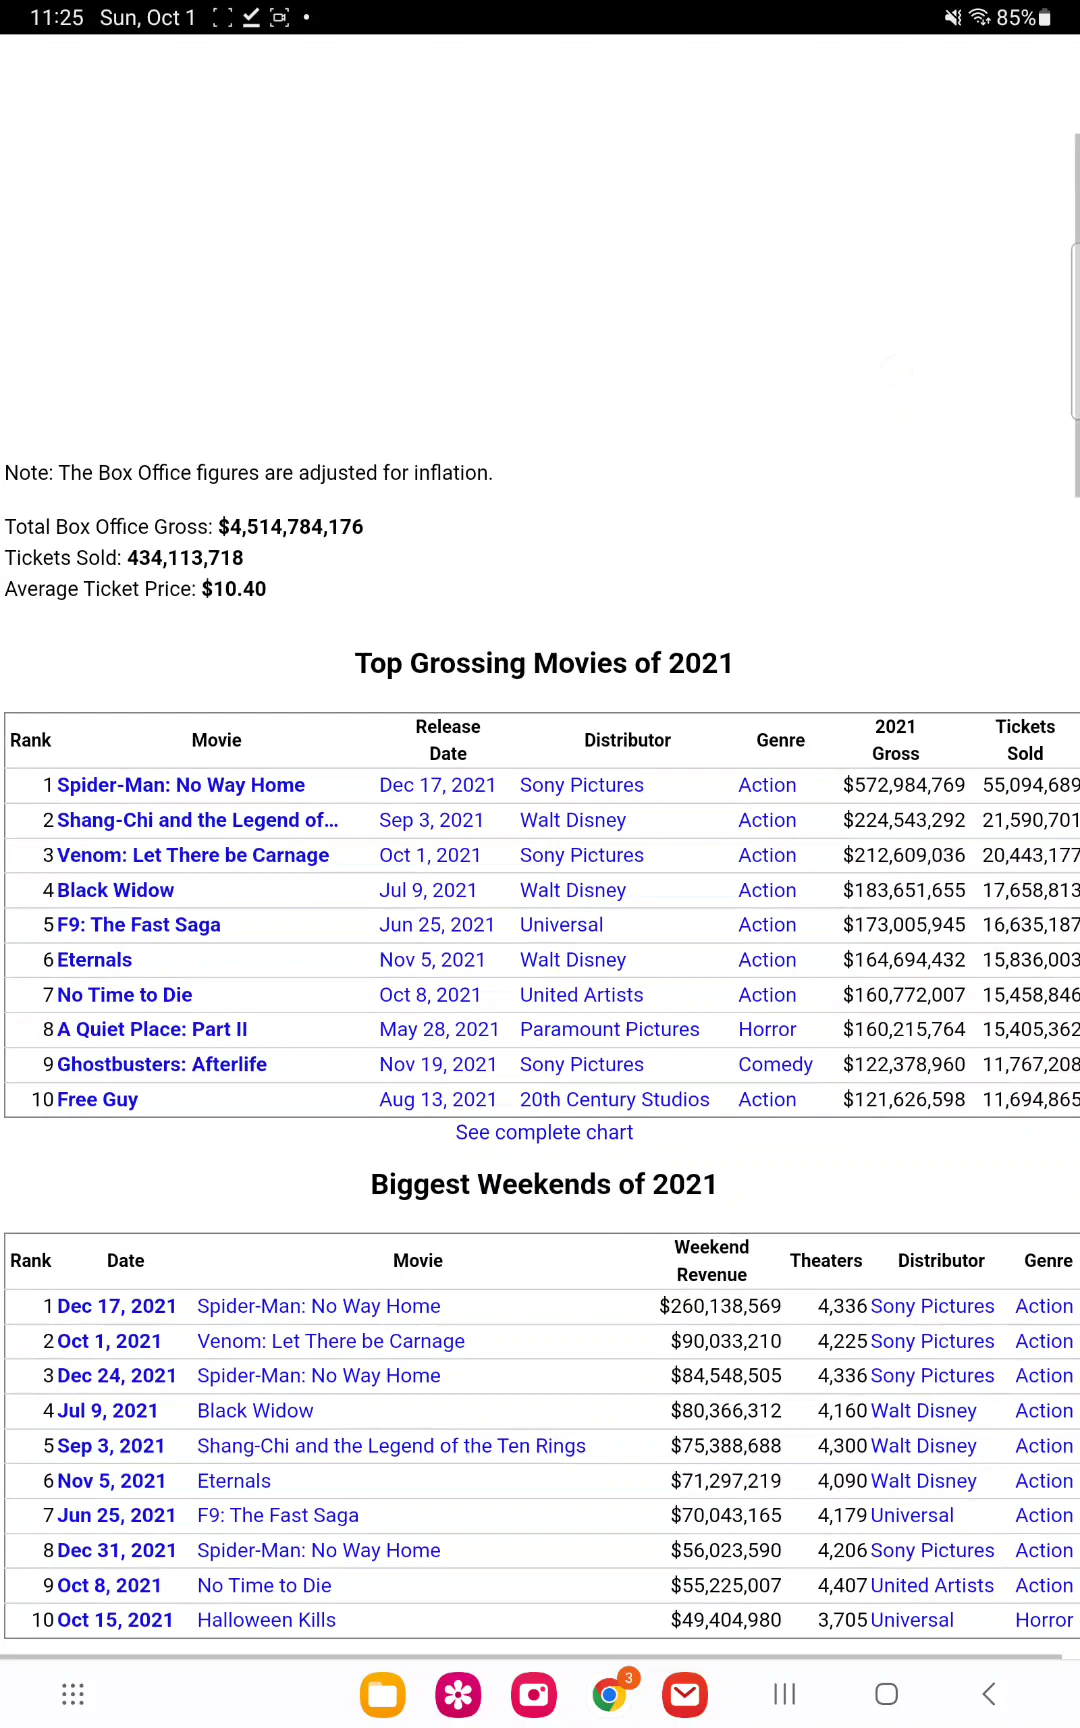 11:25 Sun, Oct 1 85%
Note: The Box Office figures are adjusted for inflation.
Total Box Office Gross: $4,514,784,176
Tickets Sold: 434,113,718
Average Ticket Price: $10.40
Top Grossing Movies of 2021
Rank Movie Release Date Distributor Genre 2021 Gross Tickets Sold
1 Spider-Man: No Way Home Dec 17, 2021 Sony Pictures Action $572,984,769 55,094,689
2 Shang-Chi and the Legend of... Sep 3, 2021 Walt Disney Action $224,543,292 21,590,701
3 Venom: Let There be Carnage Oct 1, 2021 Sony Pictures Action $212,609,036 20,443,177
4 Black Widow Jul 9, 2021 Walt Disney Action $183,651,655 17,658,813
5 F9: The Fast Saga Jun 25, 2021 Universal Action $173,005,945 16,635,187
6 Eternals Nov 5, 2021 Walt Disney Action $164,694,432 15,836,003
7 No Time to Die Oct 8, 2021 United Artists Action $160,772,007 15,458,846
8 A Quiet Place: Part II May 28, 2021 Paramount Pictures Horror $160,215,764 15,405,362
9 Ghostbusters: Afterlife Nov 19, 2021 Sony Pictures Comedy $122,378,960 11,767,208
10 Free Guy Aug 13, 2021 20th Century Studios Action $121,626,598 11,694,865
See complete chart
Biggest Weekends of 2021
Rank Date Movie Weekend Revenue Theaters Distributor Genre
1 Dec 17, 2021 Spider-Man: No Way Home $260,138,569 4,336 Sony Pictures Action
2 Oct 1, 2021 Venom: Let There be Carnage $90,033,210 4,225 Sony Pictures Action
3 Dec 24, 2021 Spider-Man: No Way Home $84,548,505 4,336 Sony Pictures Action
4 Jul 9, 2021 Black Widow $80,366,312 4,160 Walt Disney Action
5 Sep 3, 2021 Shang-Chi and the Legend of the Ten Rings $75,388,688 4,300 Walt Disney Action
6 Nov 5, 2021 Eternals $71,297,219 4,090 Walt Disney Action
7 Jun 25, 2021 F9: The Fast Saga $70,043,165 4,179 Universal Action
8 Dec 31, 2021 Spider-Man: No Way Home $56,023,590 4,206 Sony Pictures Action
9 Oct 8, 2021 No Time to Die $55,225,007 4,407 United Artists Action
10 Oct 15, 2021 Halloween Kills $49,404,980 3,705 Universal Horror
3